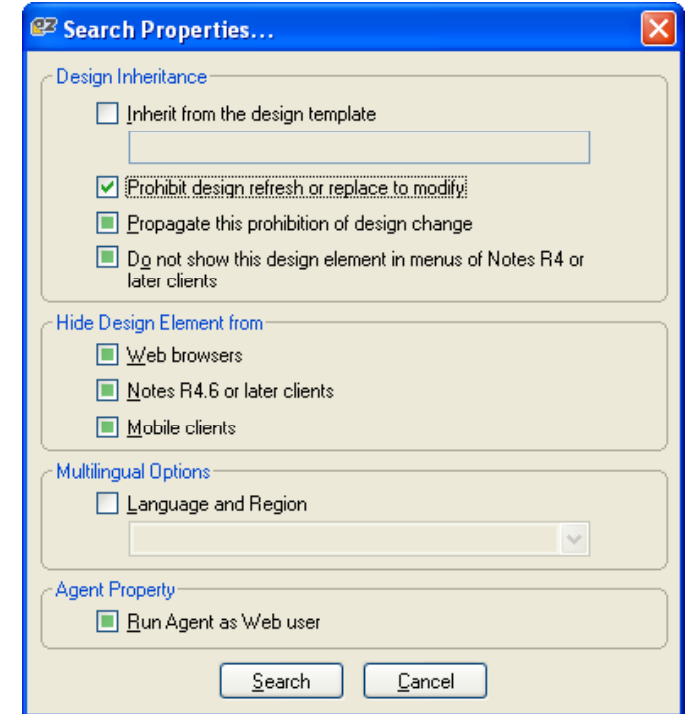 ez Search Properties...
Design Inheritance
Inherit from the design template
Prohibit design refresh or replace to modify
Propagate this prohibition of design change
Do not show this design element in menus of Notes R4 or
later clients
Hide Design Element from
Web browsers
Notes R4.6 or later clients
Mobile clients
Multilingual Options
Language and Region
Agent Property
Run Agent as Web user
Search Cancel